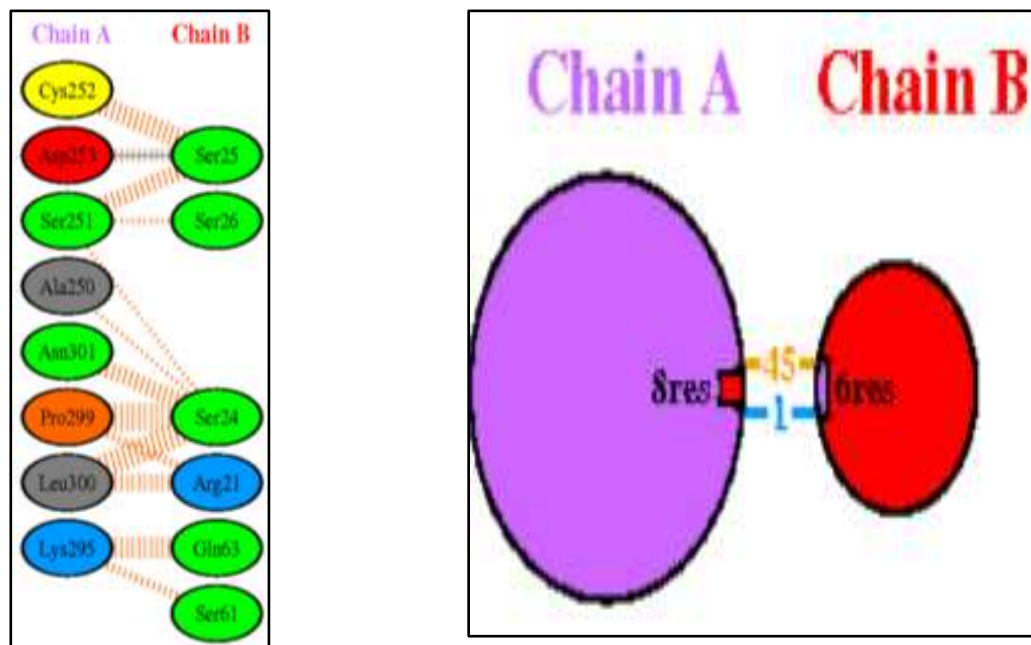 Chain A Chain B
Cys252
Asp253 Ser25
Ser251 Ser26
Ala250
Asn301
Pro299 Ser24
Leu300 Arg21
Lys295 Gln63
Ser61
Chain A Chain B
45
8res 6res
1